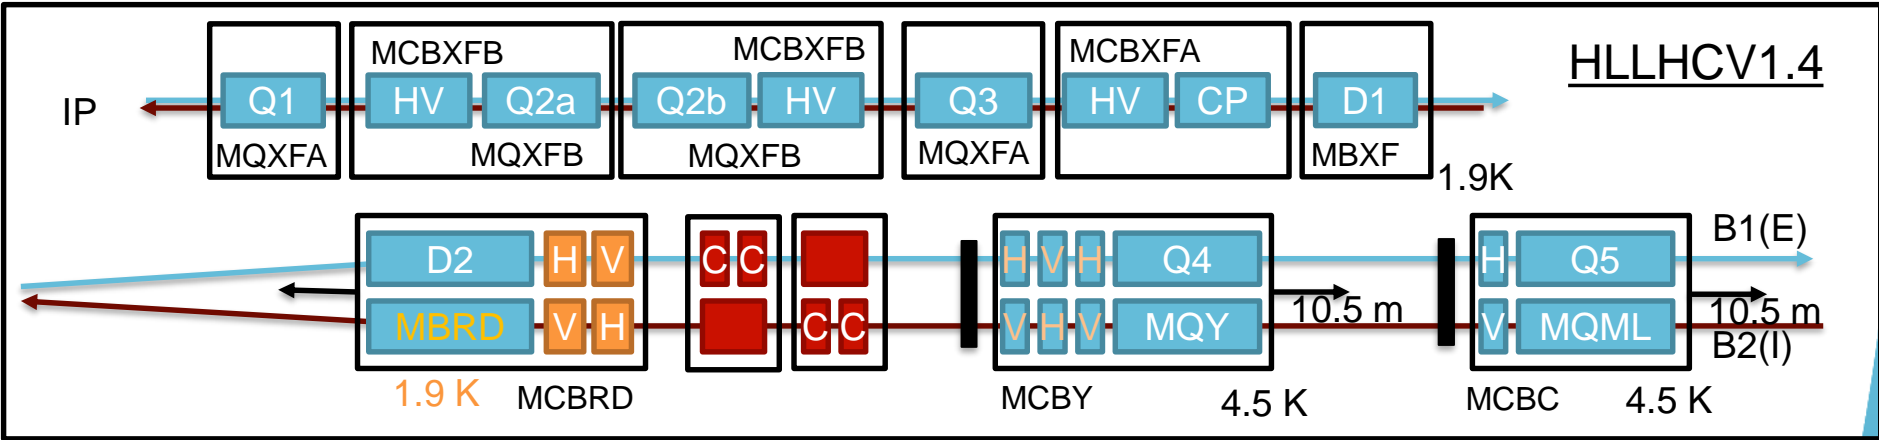 HLLHCV1.4
MCBXFB MCBXFB MCBXFA
IP Q1 HV Q2a Q2b HV Q3 HV CP D1
MQXFA MQXFB MQXFB MQXFA MBXF
1.9K
B1(E)
D2 H V C C H V H Q4 H Q5
10.5 m 10.5 m
MBRD V H C C V H V MQY V MQML
B2(I)
1.9 K MCBRD MCBY 4.5 K MCBC 4.5 K